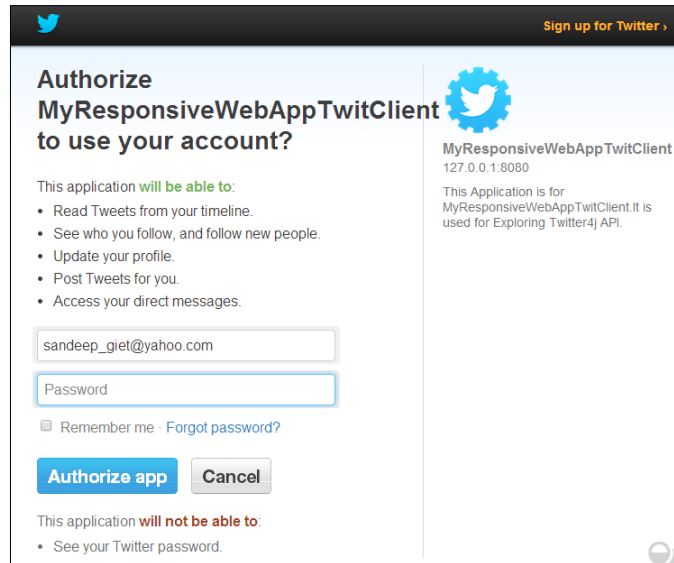 Sign up for Twitter ›
Authorize
MyResponsiveWebAppTwitClient
to use your account?
This application will be able to:
• Read Tweets from your timeline.
• See who you follow, and follow new people.
• Update your profile.
• Post Tweets for you.
• Access your direct messages.
sandeep_giet@yahoo.com
Password
Remember me · Forgot password?
Authorize app Cancel
This application will not be able to:
• See your Twitter password.
MyResponsiveWebAppTwitClient
127.0.0.1:8080
This Application is for
MyResponsiveWebAppTwitClient.It is
used for Exploring Twitter4j API.